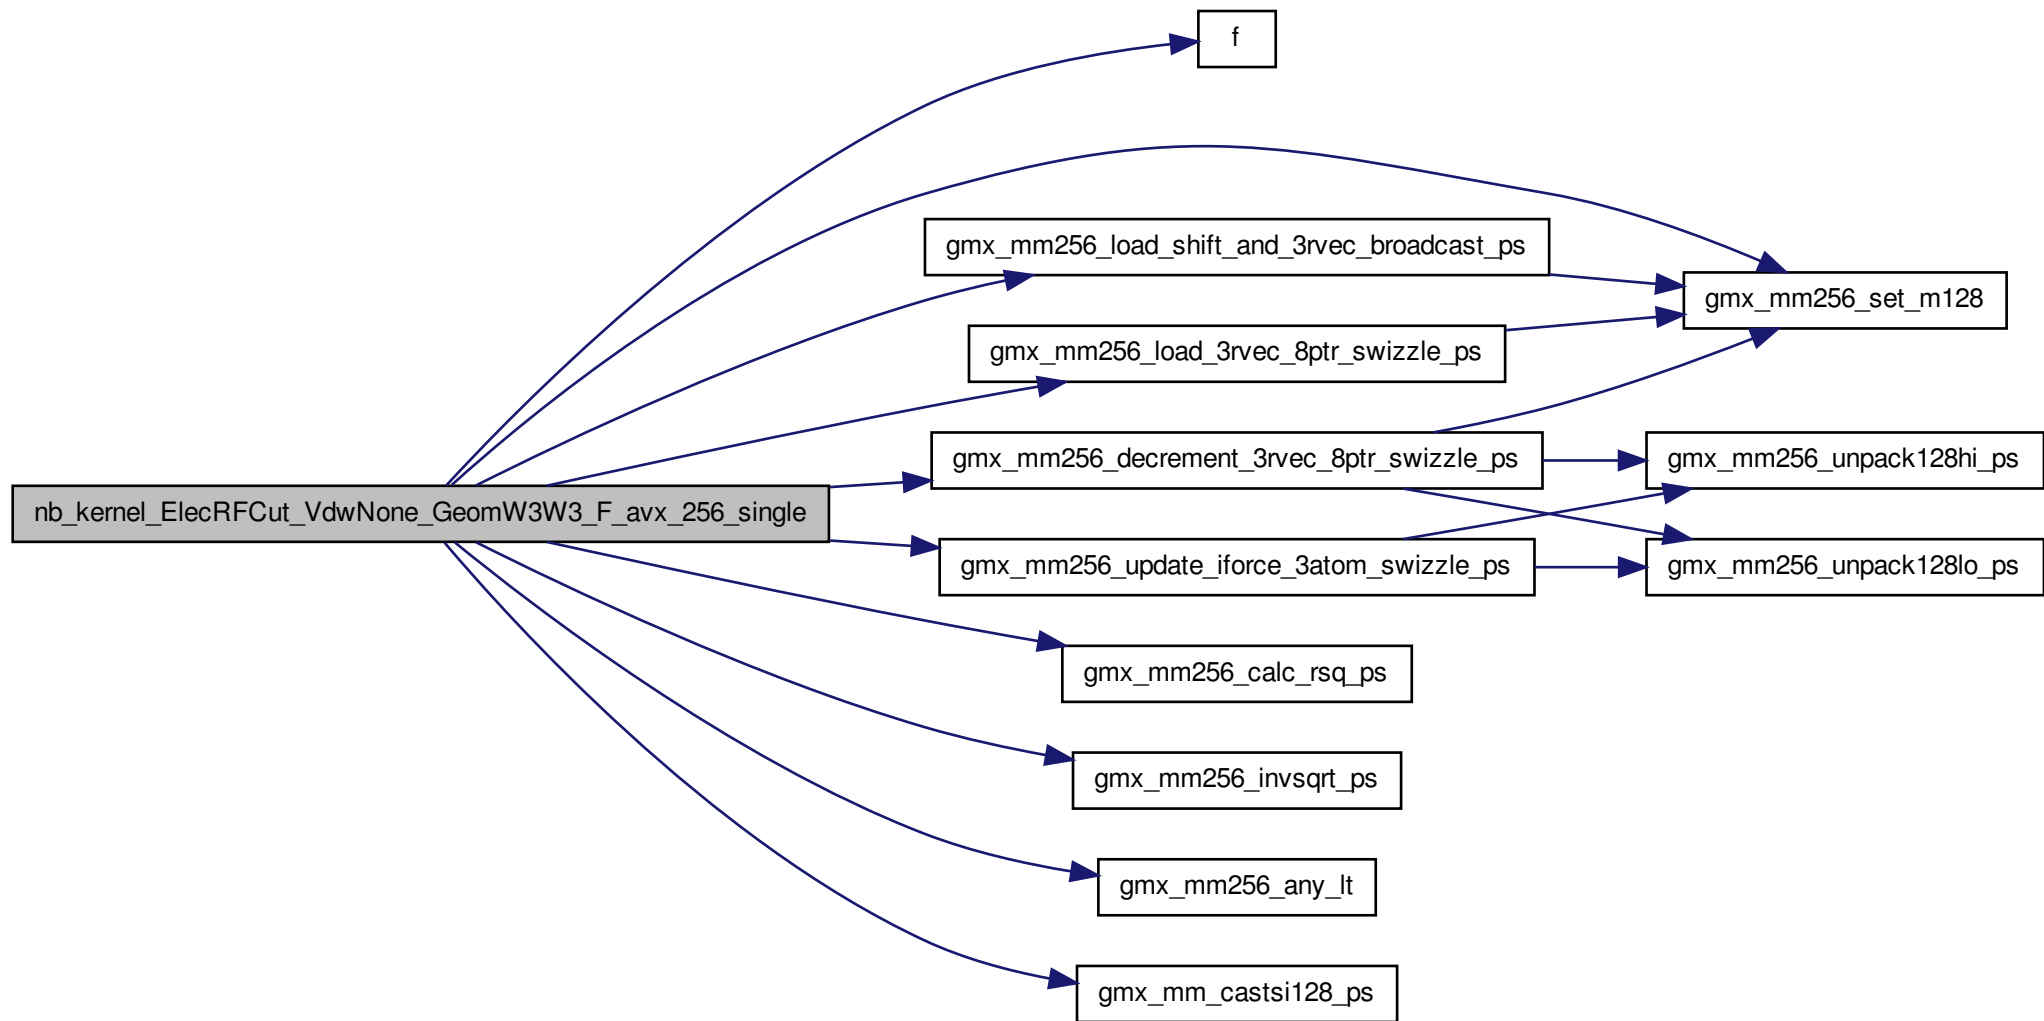 f
gmx_mm256_load_shift_and_3rvec_broadcast_ps
gmx_mm256_set_m128
gmx_mm256_load_3rvec_8ptr_swizzle_ps
gmx_mm256_decrement_3rvec_8ptr_swizzle_ps
gmx_mm256_unpack128hi_ps
nb_kernel_ElecRFCut_VdwNone_GeomW3W3_F_avx_256_single
gmx_mm256_update_iforce_3atom_swizzle_ps
gmx_mm256_unpack128lo_ps
gmx_mm256_calc_rsq_ps
gmx_mm256_invsqrt_ps
gmx_mm256_any_lt
gmx_mm_castsi128_ps